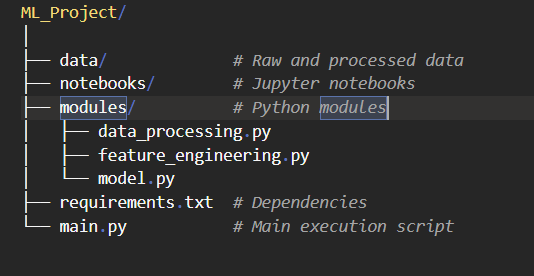 ML_Project/
│
├── data/ # Raw and processed data
├── notebooks/ # Jupyter notebooks
├── modules/ # Python modules
│   ├── data_processing.py
│   ├── feature_engineering.py
│   └── model.py
├── requirements.txt # Dependencies
└── main.py # Main execution script